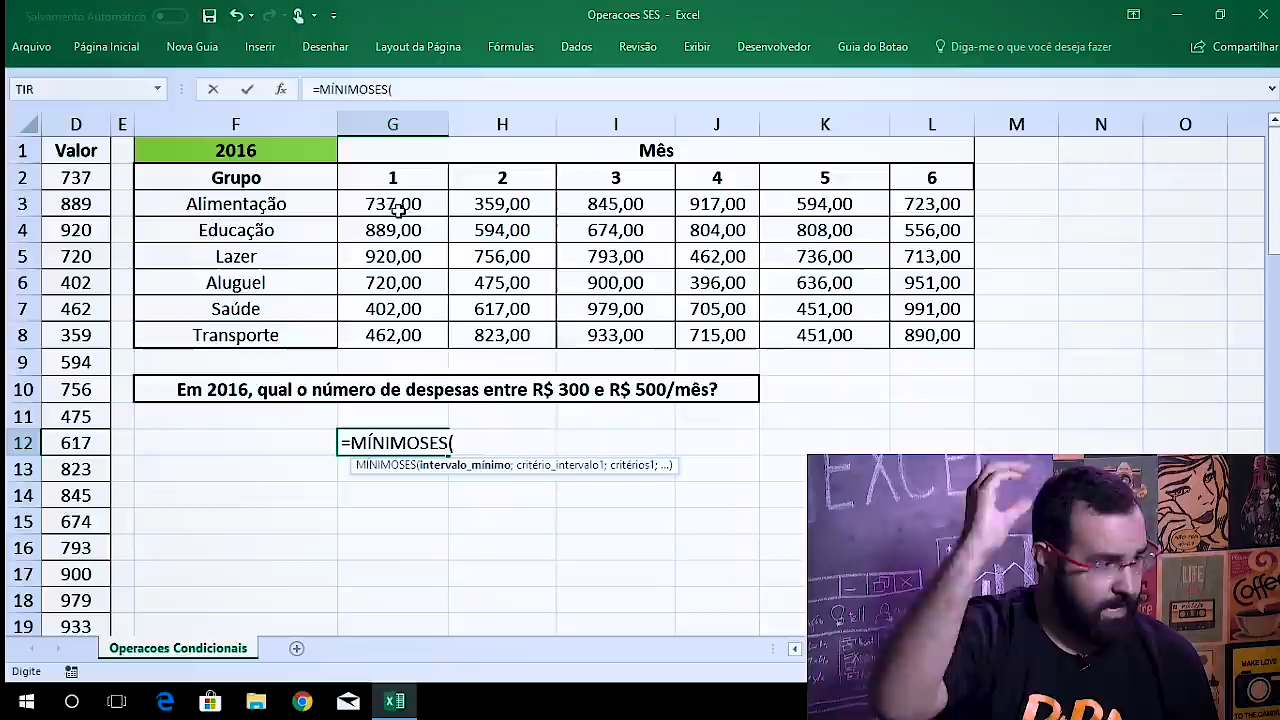 Salvamento Automático
Operacoes SES - Excel
Arquivo Página Inicial Nova Guia Inserir Desenhar Layout da Página Fórmulas Dados Revisão Exibir Desenvolvedor Guia do Botao Diga-me o que você deseja fazer Compartilhar
TIR fx =MÍNIMOSES(
D E F G H I J K L M N O
1 Valor 2016 Mês
2 737 Grupo 1 2 3 4 5 6
3 889 Alimentação 737,00 359,00 845,00 917,00 594,00 723,00
4 920 Educação 889,00 594,00 674,00 804,00 808,00 556,00
5 720 Lazer 920,00 756,00 793,00 462,00 736,00 713,00
6 402 Aluguel 720,00 475,00 900,00 396,00 636,00 951,00
7 462 Saúde 402,00 617,00 979,00 705,00 451,00 991,00
8 359 Transporte 462,00 823,00 933,00 715,00 451,00 890,00
9 594
10 756 Em 2016, qual o número de despesas entre R$ 300 e R$ 500/mês?
11 475
12 617 =MÍNIMOSES(
13 823 MÍNIMOSES(intervalo_mínimo; critério_intervalo1; critérios1; ...)
14 845
15 674
16 793
17 900
18 979
19 933
Operacoes Condicionais
Digite
EXCE
LIFE
Coffee
MAKE LOVE